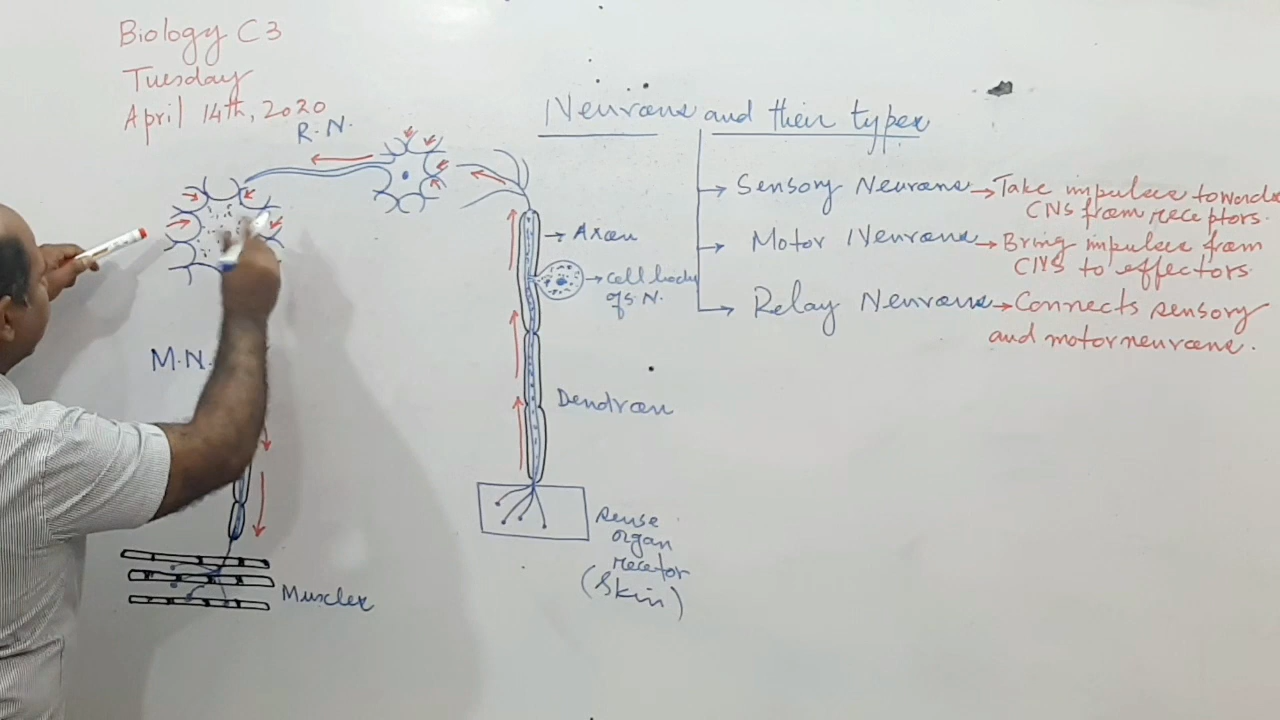 Biology C3
Tuesday
April 14th, 2020
R.N.
Neurons and their types
Sensory Neurons → Take impulses towards
CNS from receptors.
Motor Neurons → Bring impulses from
CNS to effectors.
Relay Neurons → Connects sensory
and motor neurons.
Axon
cell body
of S.N.
M.N.
Dendron
sense
organ
receptor
(Skin)
Muscles